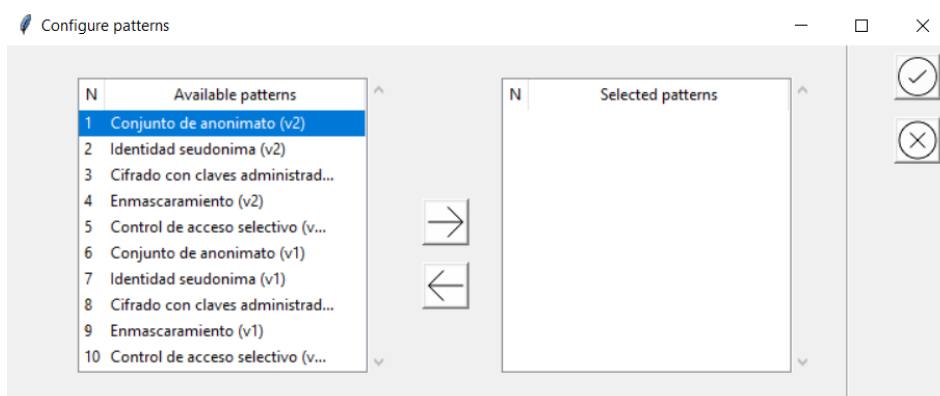 Configure patterns
N Available patterns
1 Conjunto de anonimato (v2)
2 Identidad seudonima (v2)
3 Cifrado con claves administrad...
4 Enmascaramiento (v2)
5 Control de acceso selectivo (v...
6 Conjunto de anonimato (v1)
7 Identidad seudonima (v1)
8 Cifrado con claves administrad...
9 Enmascaramiento (v1)
10 Control de acceso selectivo (v...
N Selected patterns